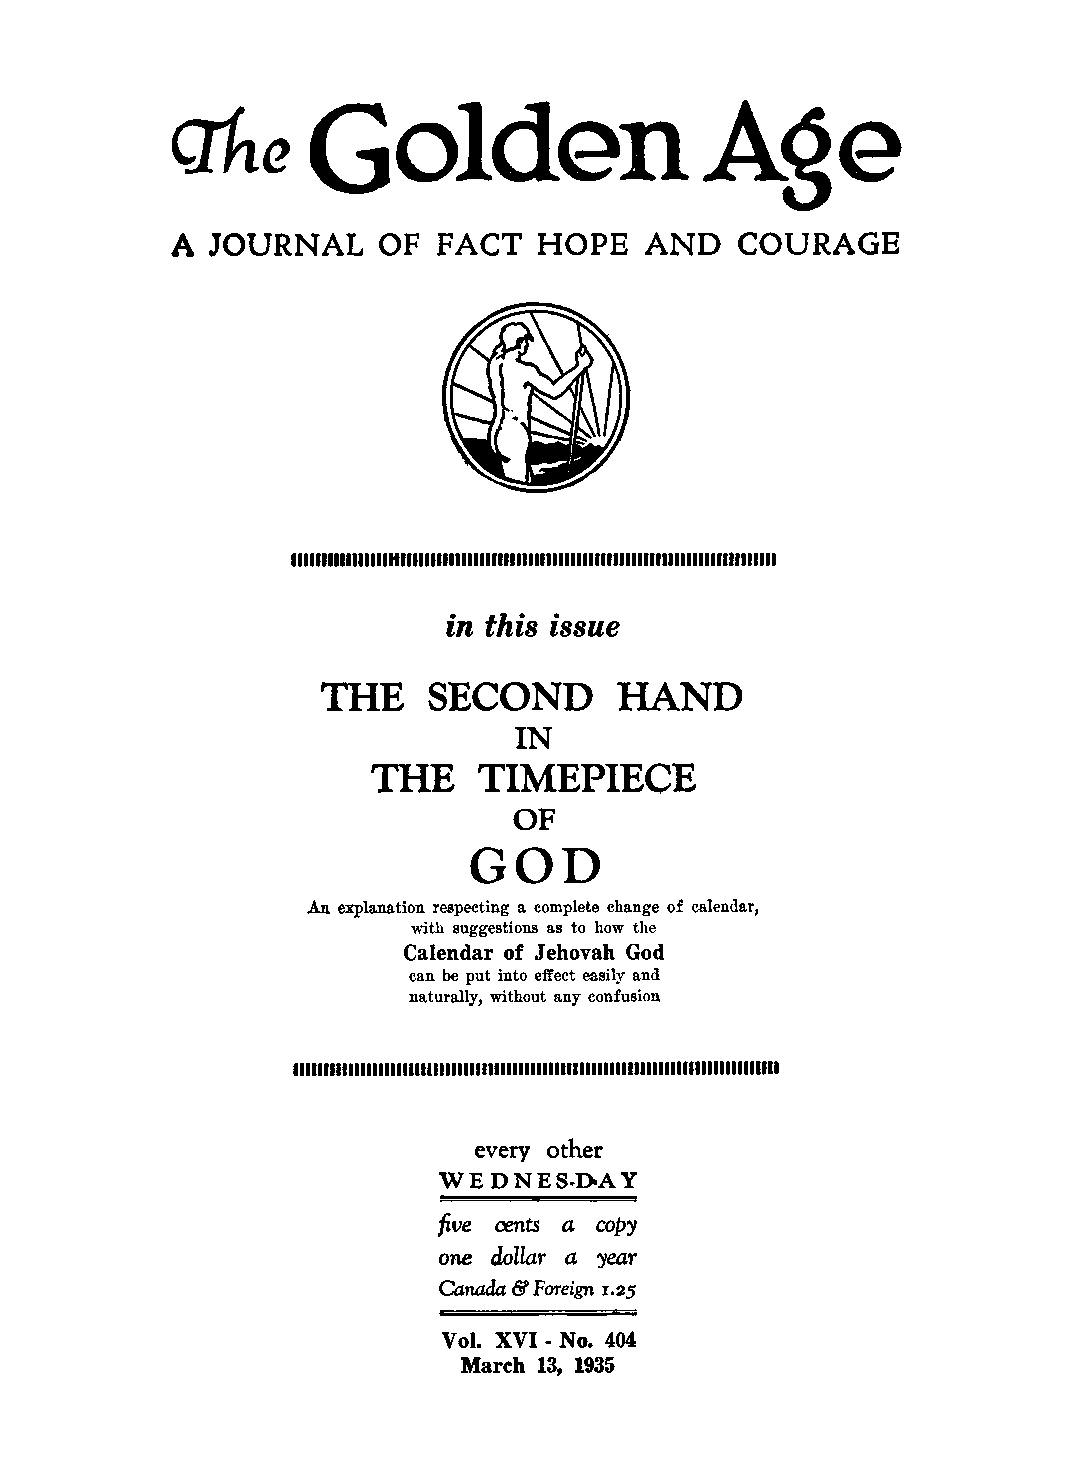 The Golden Age
A JOURNAL OF FACT HOPE AND COURAGE
in this issue
THE SECOND HAND
IN
THE TIMEPIECE
OF
GOD
An explanation respecting a complete change of calendar,
with suggestions as to how the
Calendar of Jehovah God
can be put into effect easily and
naturally, without any confusion
every other
WEDNESDAY
five cents a copy
one dollar a year
Canada & Foreign 1.25
Vol. XVI - No. 404
March 13, 1935